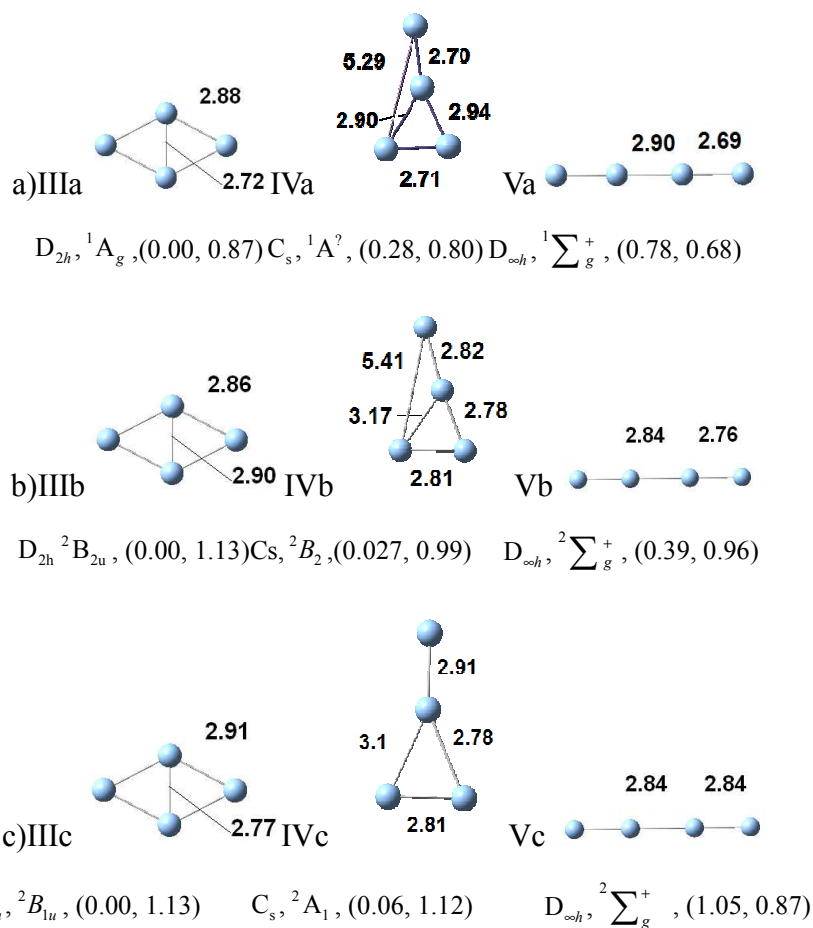 2.88
5.29 2.70
2.90 2.94
2.90 2.69
a)IIIa 2.72 IVa 2.71 Va
D2h, 1Ag ,(0.00, 0.87) Cs, 1A?, (0.28, 0.80) D∞h, 1∑g+ , (0.78, 0.68)
2.86
5.41 2.82
3.17 2.78
2.84 2.76
b)IIIb 2.90 IVb 2.81 Vb
D2h 2B2u , (0.00, 1.13)Cs, 2B2 ,(0.027, 0.99) D∞h, 2∑g+ , (0.39, 0.96)
2.91
2.91
3.1 2.78
2.84 2.84
c)IIIc 2.77 IVc 2.81 Vc
, 2B1u , (0.00, 1.13) Cs, 2A1 , (0.06, 1.12) D∞h, 2∑g+ , (1.05, 0.87)